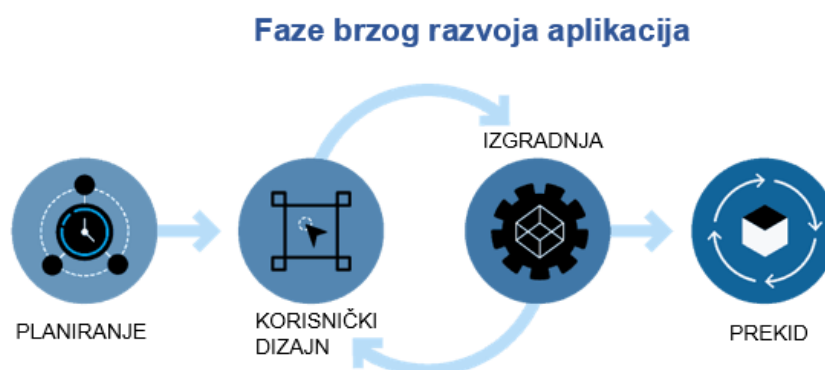 Faze brzog razvoja aplikacija
IZGRADNJA
PLANIRANJE
KORISNIČKI
DIZAJN
PREKID